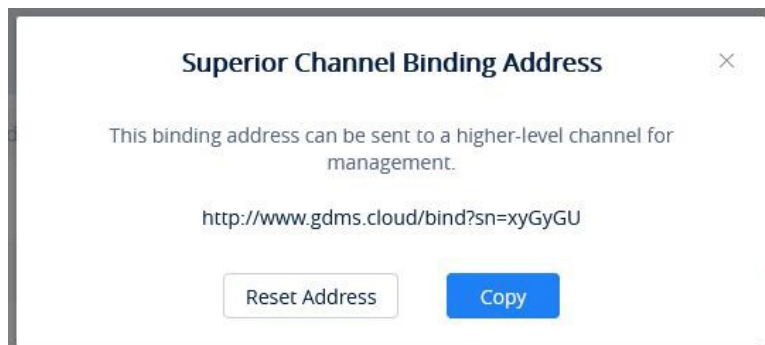 Superior Channel Binding Address
This binding address can be sent to a higher-level channel for
management.
http://www.gdms.cloud/bind?sn=xyGyGU
Reset Address
Copy